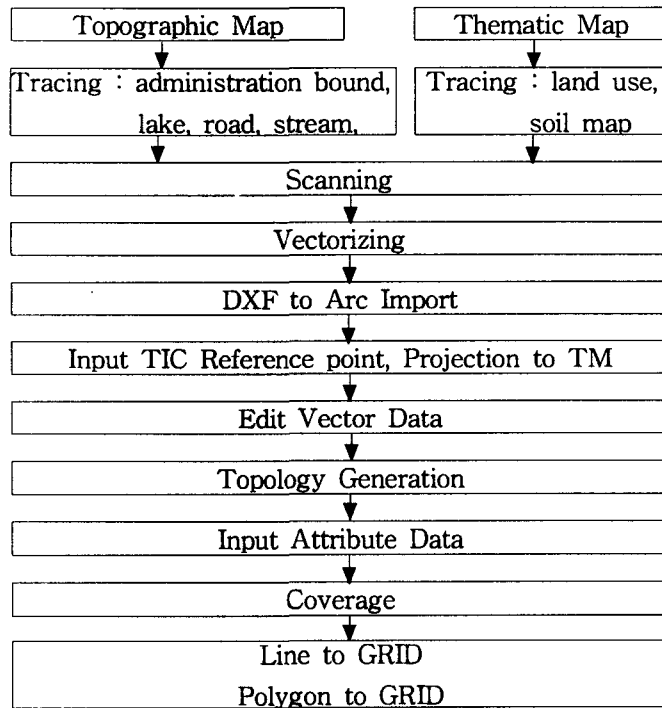 Topographic Map
Thematic Map
Tracing : administration bound,
lake, road, stream,
Tracing : land use,
soil map
Scanning
Vectorizing
DXF to Arc Import
Input TIC Reference point, Projection to TM
Edit Vector Data
Topology Generation
Input Attribute Data
Coverage
Line to GRID
Polygon to GRID